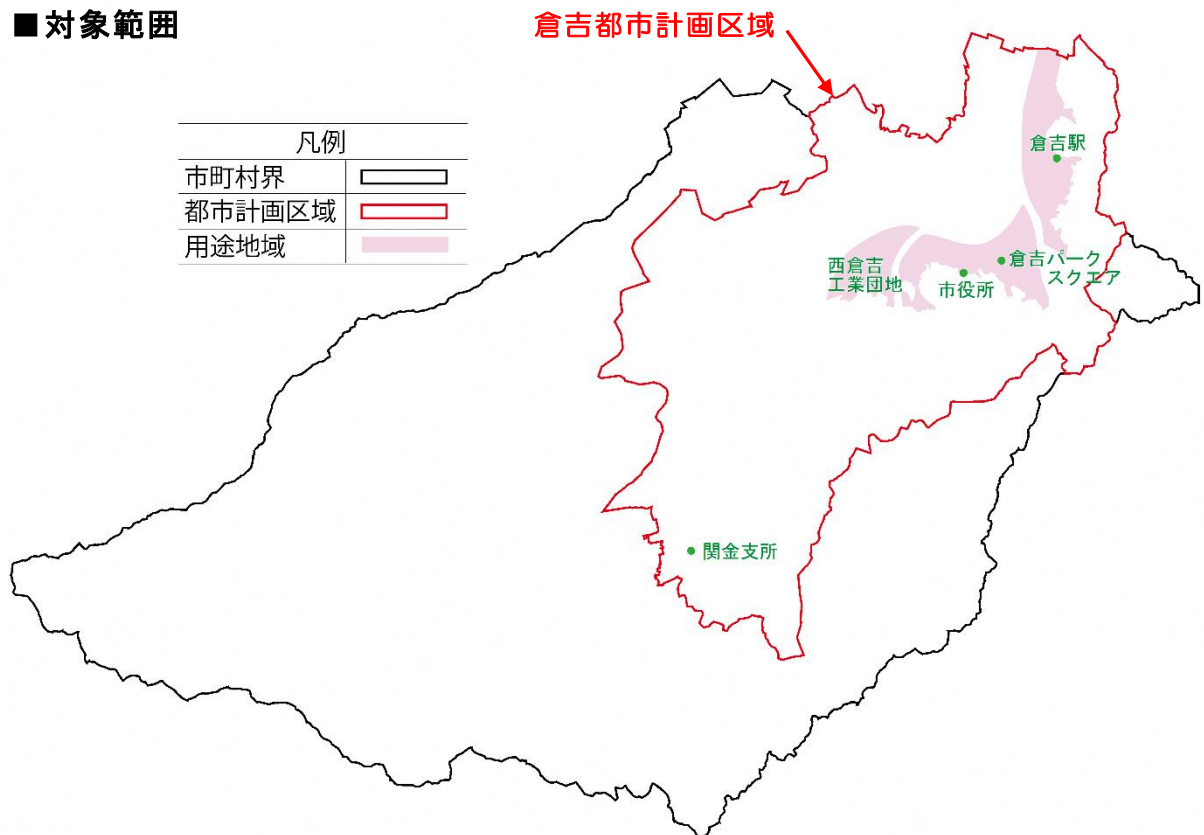 ■対象範囲
倉吉都市計画区域
凡例
市町村界
都市計画区域
用途地域
倉吉駅
倉吉パーク
スクエア
西倉吉
工業団地
市役所
関金支所